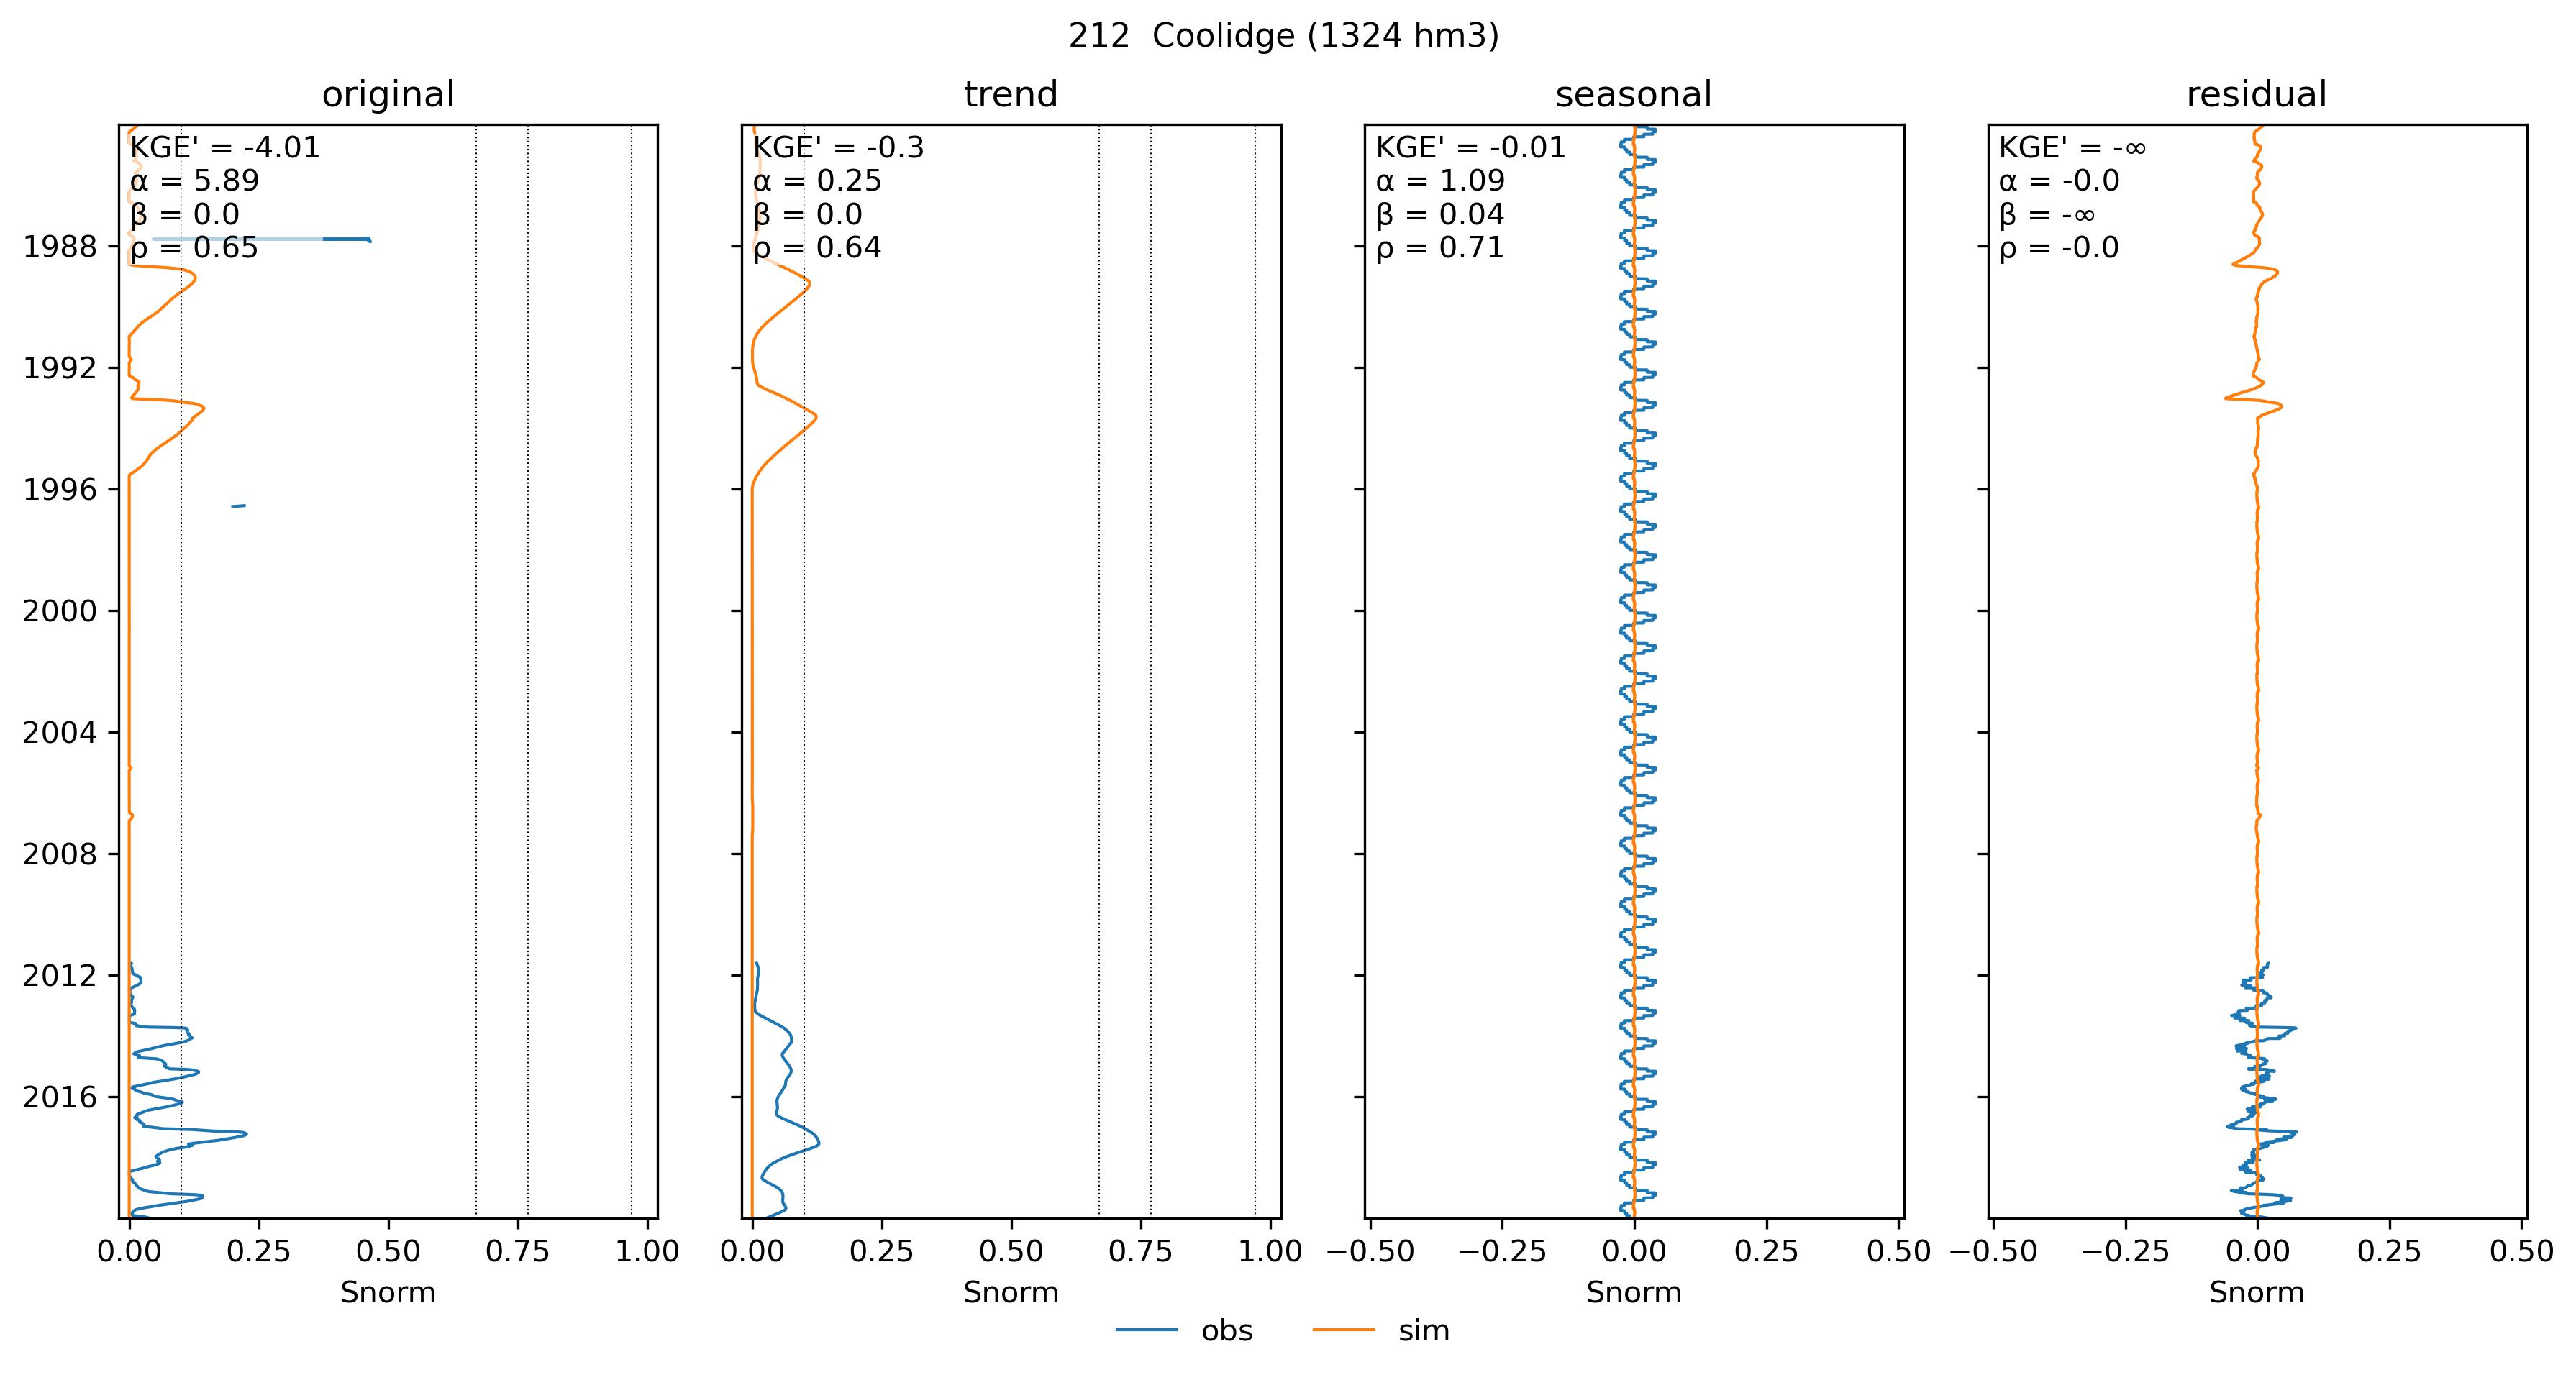 212  Coolidge (1324 hm3)
original
trend
seasonal
residual
KGE' = -4.01
α = 5.89
β = 0.0
ρ = 0.65
KGE' = -0.3
α = 0.25
β = 0.0
ρ = 0.64
KGE' = -0.01
α = 1.09
β = 0.04
ρ = 0.71
KGE' = -∞
α = -0.0
β = -∞
ρ = -0.0
1988
1992
1996
2000
2004
2008
2012
2016
0.00 0.25 0.50 0.75 1.00
0.00 0.25 0.50 0.75 1.00
−0.50 −0.25 0.00 0.25 0.50
−0.50 −0.25 0.00 0.25 0.50
Snorm
Snorm
Snorm
Snorm
obs
sim